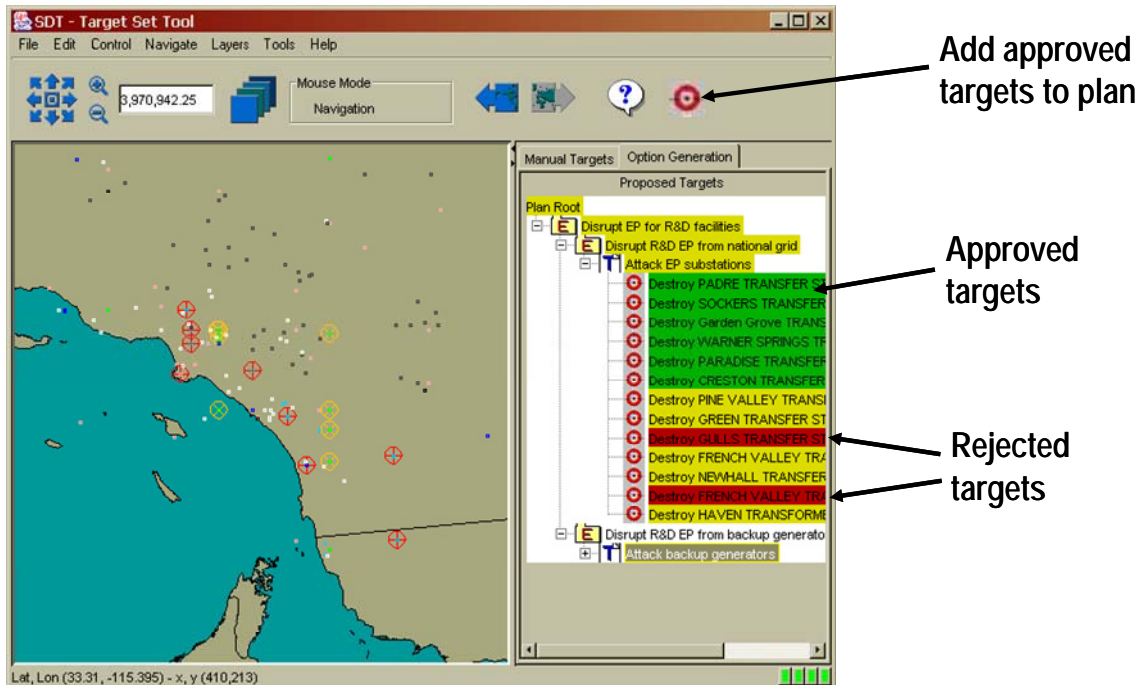 SDT - Target Set Tool
File Edit Control Navigate Layers Tools Help
3,970,942.25
Mouse Mode
Navigation
?
Add approved
targets to plan
Manual Targets
Option Generation
Proposed Targets
Plan Root
E Disrupt EP for R&D facilities
E Disrupt R&D EP from national grid
T Attack EP substations
Destroy PADRE TRANSFER ST
Destroy SOCKERS TRANSFER
Destroy Garden Grove TRANS
Destroy WARNER SPRINGS TR
Destroy PARADISE TRANSFER
Destroy CRESTON TRANSFER
Destroy PINE VALLEY TRANSI
Destroy GREEN TRANSFER ST
Destroy GULLS TRANSFER ST
Destroy FRENCH VALLEY TRA
Destroy NEWHALL TRANSFER
Destroy FRENCH VALLEY TRA
Destroy HAVEN TRANSFORME
E Disrupt R&D EP from backup generato
T Attack backup generators
Approved
targets
Rejected
targets
Lat, Lon (33.31, -115.395) - x, y (410,213)